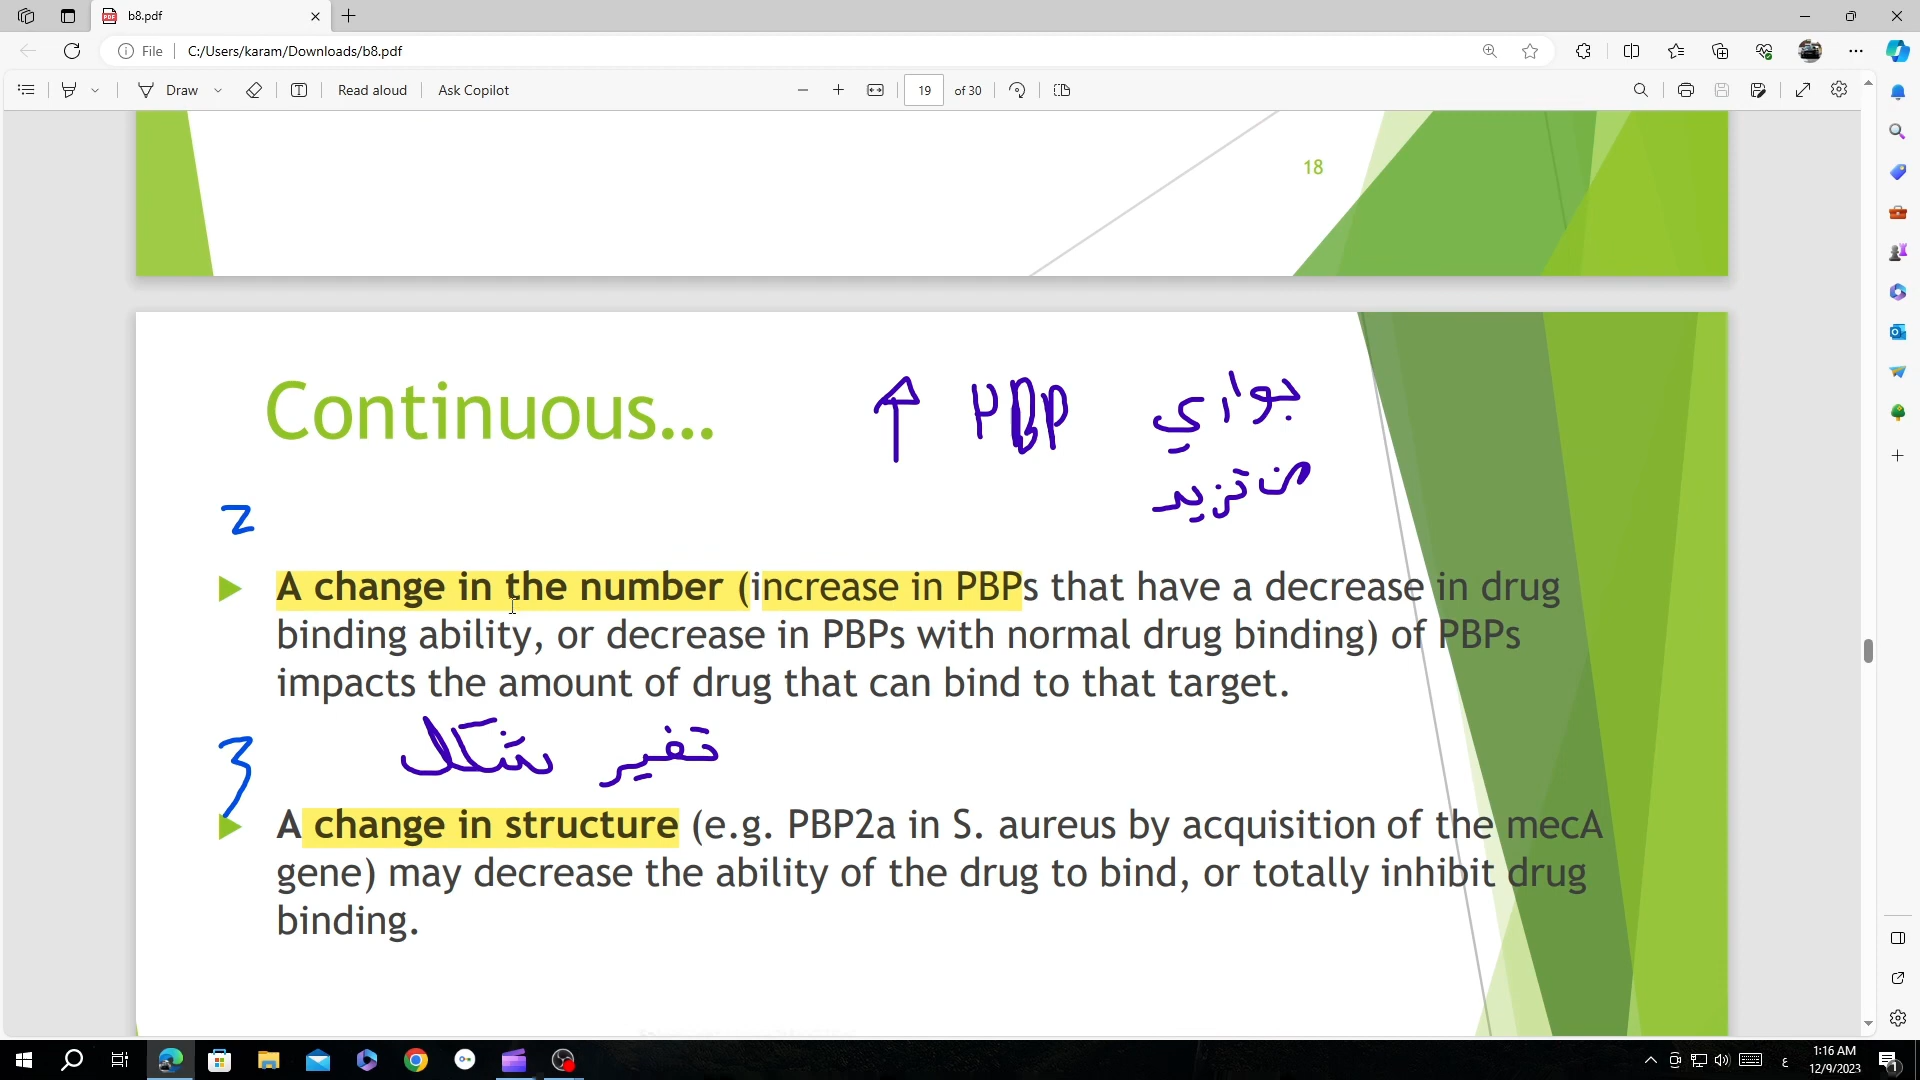 b8.pdf
File
C:/Users/karam/Downloads/b8.pdf
Draw
Read aloud
Ask Copilot
19
of 30
18
Continuous...
↑ PBP
2
A change in the number (increase in PBPs that have a decrease in drug
binding ability, or decrease in PBPs with normal drug binding) of PBPs
impacts the amount of drug that can bind to that target.
3
تغير شكل
A change in structure (e.g. PBP2a in S. aureus by acquisition of the mecA
gene) may decrease the ability of the drug to bind, or totally inhibit drug
binding.
ع
1:16 AM
12/9/2023
1